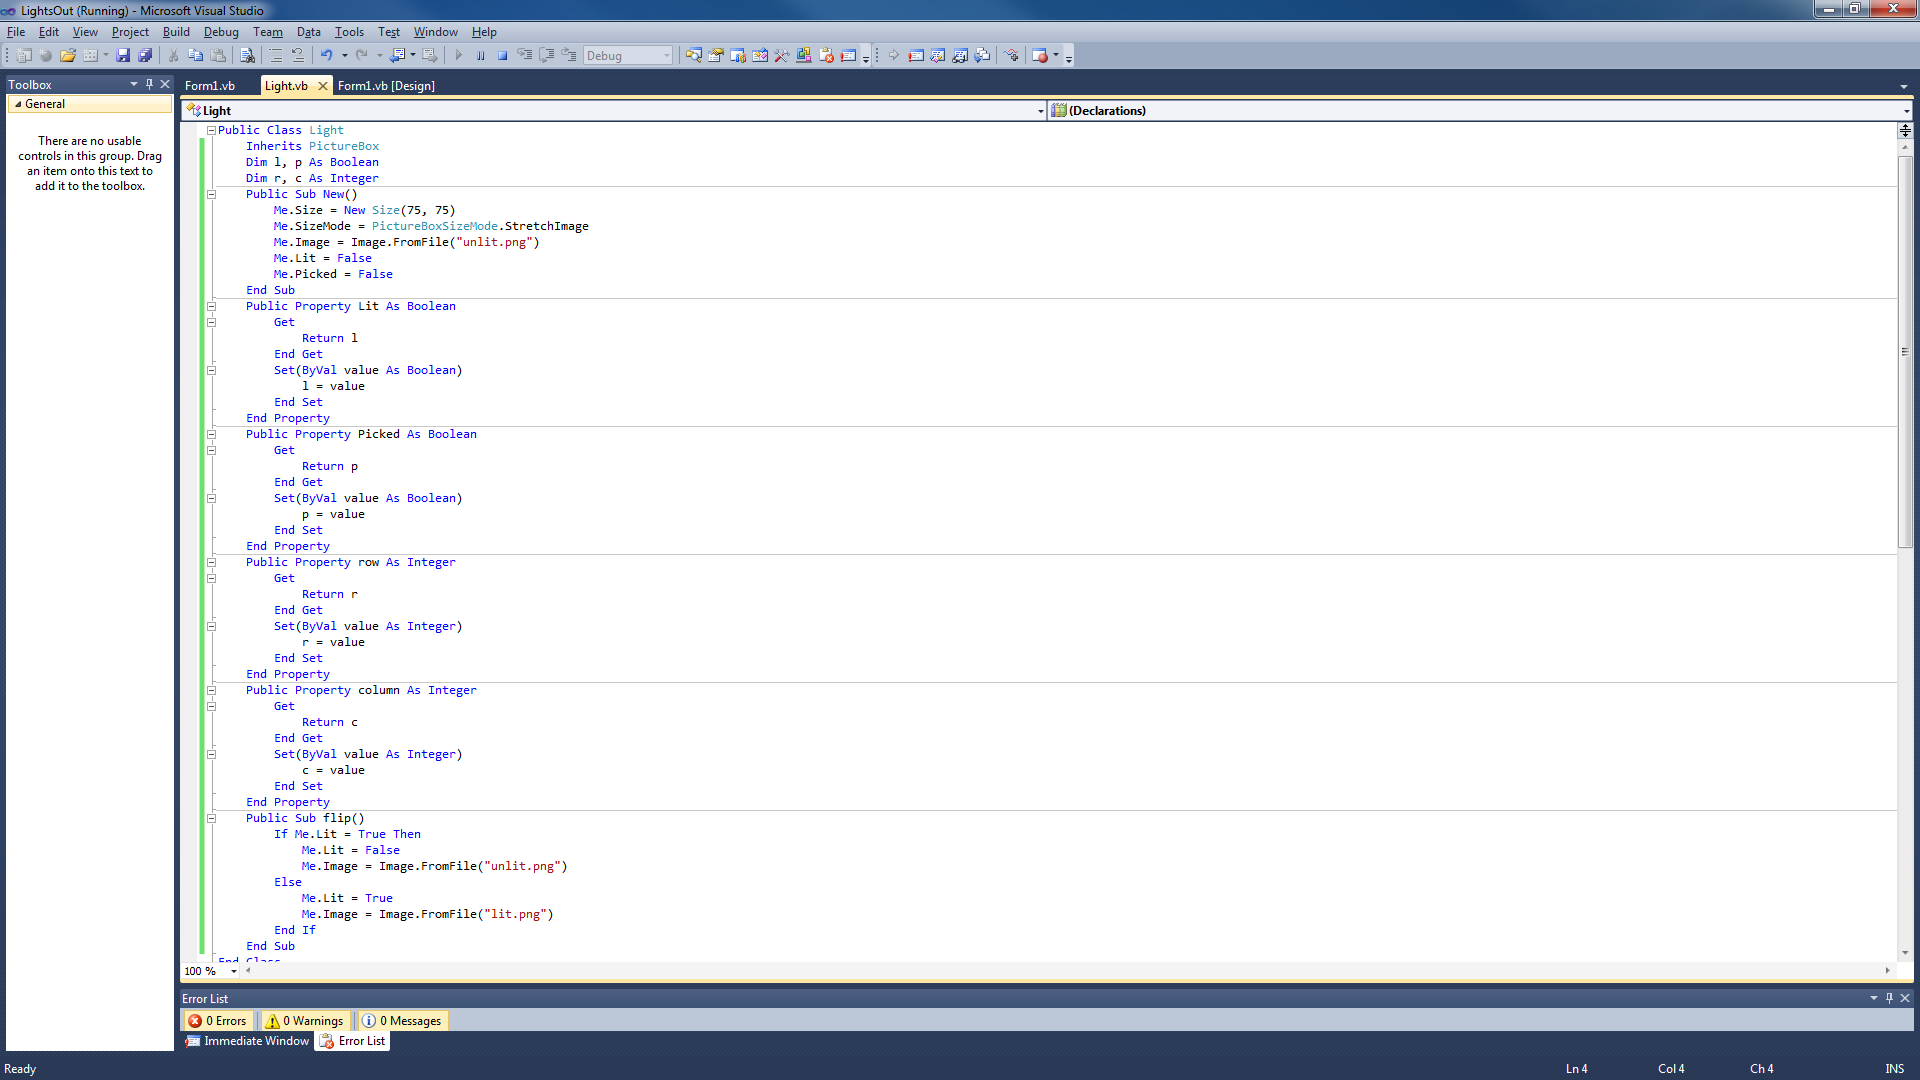 LightsOut (Running) - Microsoft Visual Studio
File Edit View Project Build Debug Team Data Tools Test Window Help
Debug
Toolbox
General
There are no usable
controls in this group. Drag
an item onto this text to
add it to the toolbox.
Form1.vb Light.vb Form1.vb [Design]
Light (Declarations)
Public Class Light
    Inherits PictureBox
    Dim l, p As Boolean
    Dim r, c As Integer
    Public Sub New()
        Me.Size = New Size(75, 75)
        Me.SizeMode = PictureBoxSizeMode.StretchImage
        Me.Image = Image.FromFile("unlit.png")
        Me.Lit = False
        Me.Picked = False
    End Sub
    Public Property Lit As Boolean
        Get
            Return l
        End Get
        Set(ByVal value As Boolean)
            l = value
        End Set
    End Property
    Public Property Picked As Boolean
        Get
            Return p
        End Get
        Set(ByVal value As Boolean)
            p = value
        End Set
    End Property
    Public Property row As Integer
        Get
            Return r
        End Get
        Set(ByVal value As Integer)
            r = value
        End Set
    End Property
    Public Property column As Integer
        Get
            Return c
        End Get
        Set(ByVal value As Integer)
            c = value
        End Set
    End Property
    Public Sub flip()
        If Me.Lit = True Then
            Me.Lit = False
            Me.Image = Image.FromFile("unlit.png")
        Else
            Me.Lit = True
            Me.Image = Image.FromFile("lit.png")
        End If
    End Sub
End Class
100 %
Error List
0 Errors 0 Warnings 0 Messages
Immediate Window Error List
Ready Ln 4 Col 4 Ch 4 INS